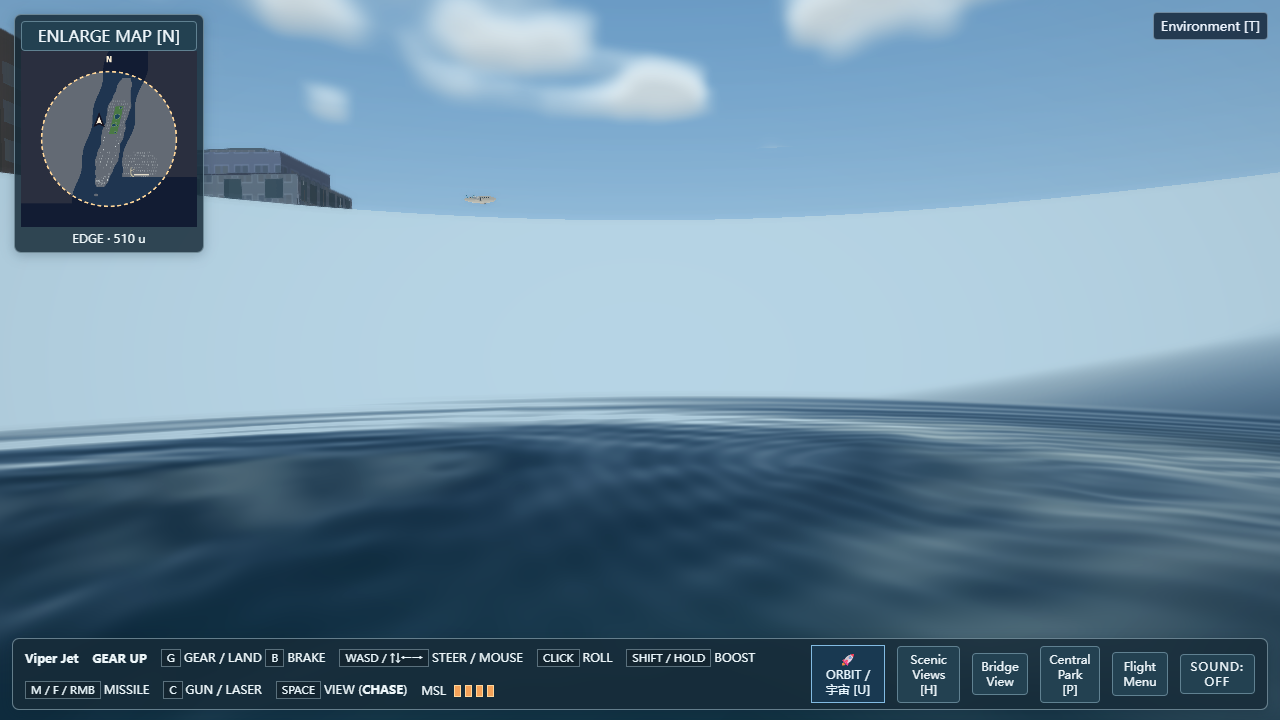 ENLARGE MAP [N]
N
EDGE · 510 u
Environment [T]
Viper Jet GEAR UP G GEAR / LAND B BRAKE WASD / ↑↓←→ STEER / MOUSE CLICK ROLL SHIFT / HOLD BOOST
M / F / RMB MISSILE C GUN / LASER SPACE VIEW (CHASE) MSL
🚀
ORBIT /
宇宙 [U]
Scenic
Views
[H]
Bridge
View
Central
Park
[P]
Flight
Menu
SOUND:
OFF